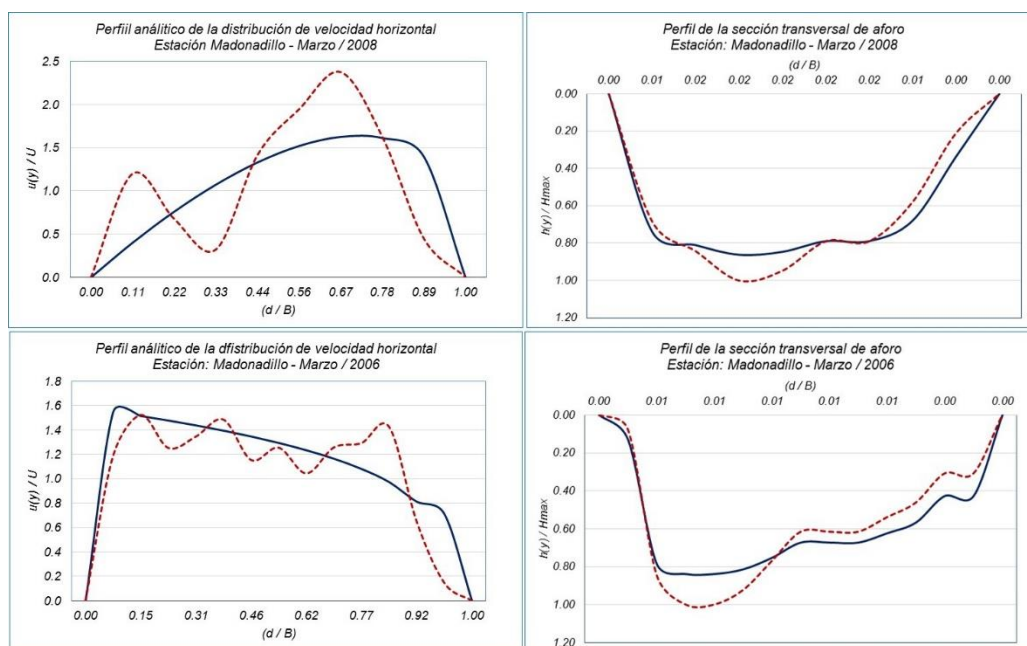 Perfiil análitico de la distribución de velocidad horizontal
Estación Madonadillo - Marzo / 2008
2.5
2.0
1.5
1.0
0.5
0.0
u(y) / U
0.00 0.11 0.22 0.33 0.44 0.56 0.67 0.78 0.89 1.00
(d / B)
Perfil de la sección transversal de aforo
Estación: Madonadillo - Marzo / 2008
(d / B)
0.00 0.01 0.02 0.02 0.02 0.02 0.02 0.01 0.00 0.00
0.00
0.20
0.40
0.60
0.80
1.00
1.20
h(y) / Hmax
Perfil análitico de la dfistribución de velocidad horizontal
Estación: Madonadillo - Marzo / 2006
1.8
1.6
1.4
1.2
1.0
0.8
0.6
0.4
0.2
0.0
u(y) / U
0.00 0.15 0.31 0.46 0.62 0.77 0.92 1.00
(d / B)
Perfil de la sección transversal de aforo
Estación: Madonadillo - Marzo / 2006
(d / B)
0.00 0.01 0.01 0.01 0.01 0.01 0.00 0.00
0.00
0.20
0.40
0.60
0.80
1.00
1.20
h(y) / Hmax